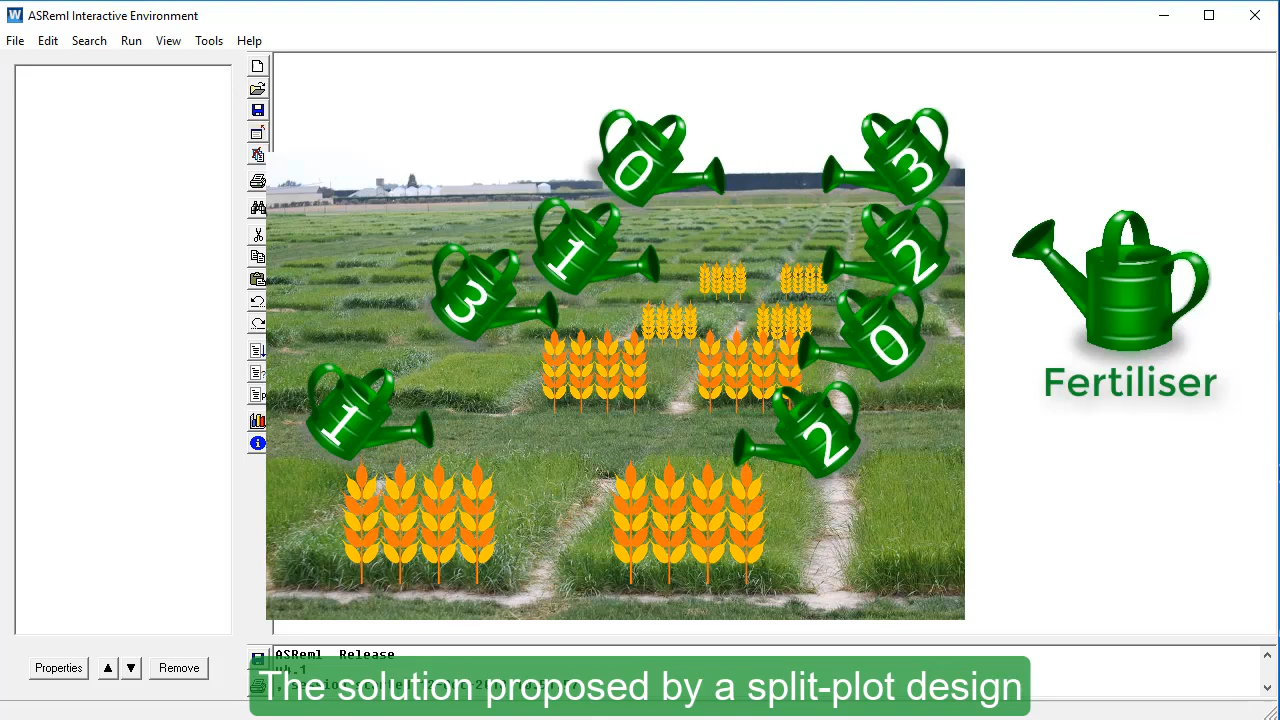 ASReml Interactive Environment
File Edit Search Run View Tools Help
0
3
1
2
3
0
1
2
Fertiliser
Properties
Remove
ASReml Release
The solution proposed by a split-plot design